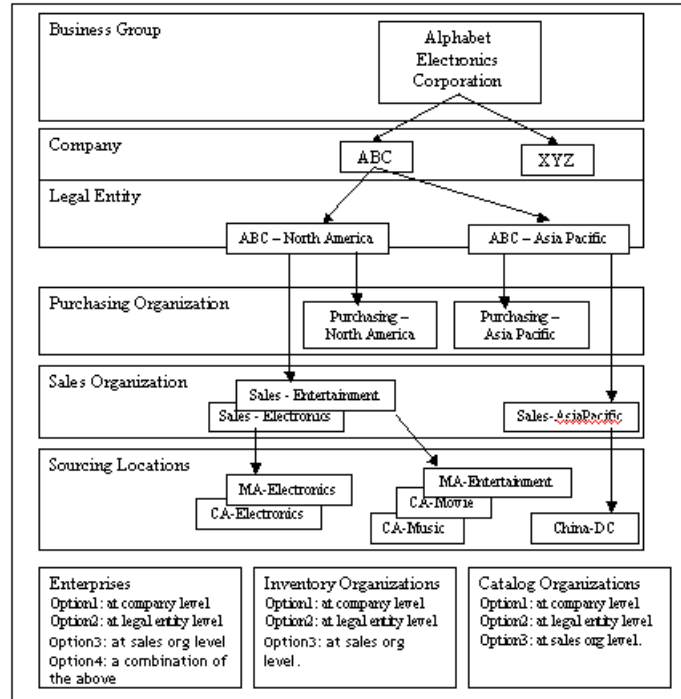 Business Group
Alphabet
Electronics
Corporation
Company
ABC
XYZ
Legal Entity
ABC – North America
ABC – Asia Pacific
Purchasing Organization
Purchasing –
North America
Purchasing –
Asia Pacific
Sales Organization
Sales - Entertainment
Sales - Electronics
Sales-AsiaPacific
Sourcing Locations
MA-Electronics
CA-Electronics
MA-Entertainment
CA-Movie
CA-Music
China-DC
Enterprises
Option1: at company level
Option2: at legal entity level
Option3: at sales org level
Option4: a combination of
the above
Inventory Organizations
Option1: at company level
Option2: at legal entity level
Option3: at sales org
level.
Catalog Organizations
Option1: at company level
Option2: at legal entity level
Option3: at sales org level.